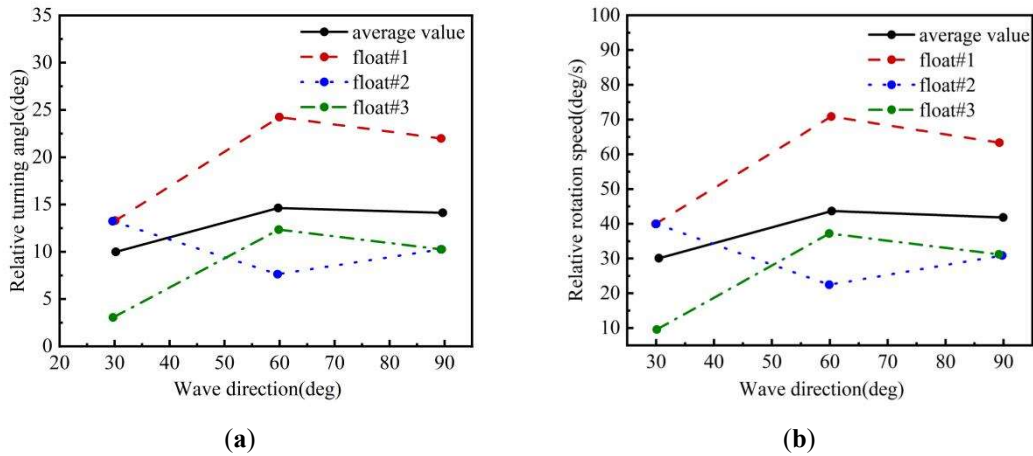 35
30
25
20
15
10
5
0
Relative turning angle(deg)
average value
float#1
float#2
float#3
20 30 40 50 60 70 80 90
Wave direction(deg)
(a)
100
90
80
70
60
50
40
30
20
10
Relative rotation speed(deg/s)
average value
float#1
float#2
float#3
30 40 50 60 70 80 90
Wave direction(deg)
(b)